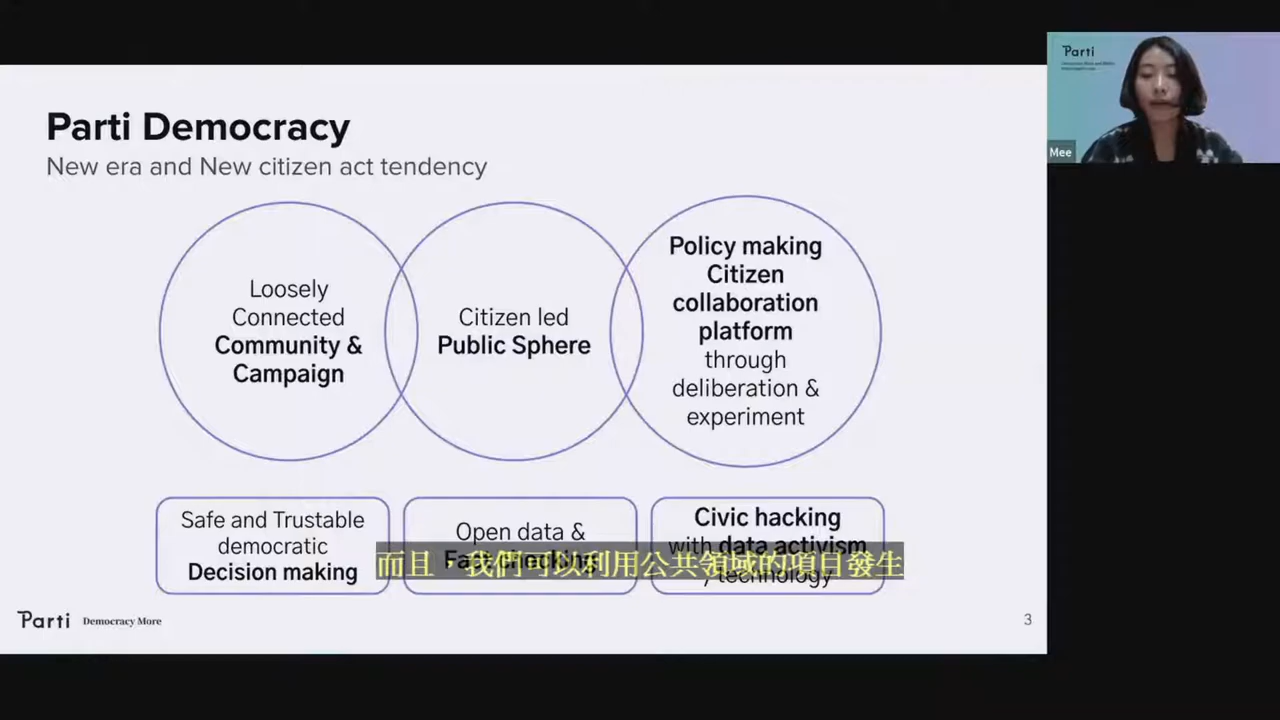 Parti Democracy
New era and New citizen act tendency
Loosely
Connected
Community &
Campaign
Citizen led
Public Sphere
Policy making
Citizen
collaboration
platform
through
deliberation &
experiment
Safe and Trustable
democratic
Decision making
Open data &
Fact checking
Civic hacking
with data activism
/ technology
而且，我們可以利用公共領域的項目發生
Parti
Democracy More
3
Parti
Mee